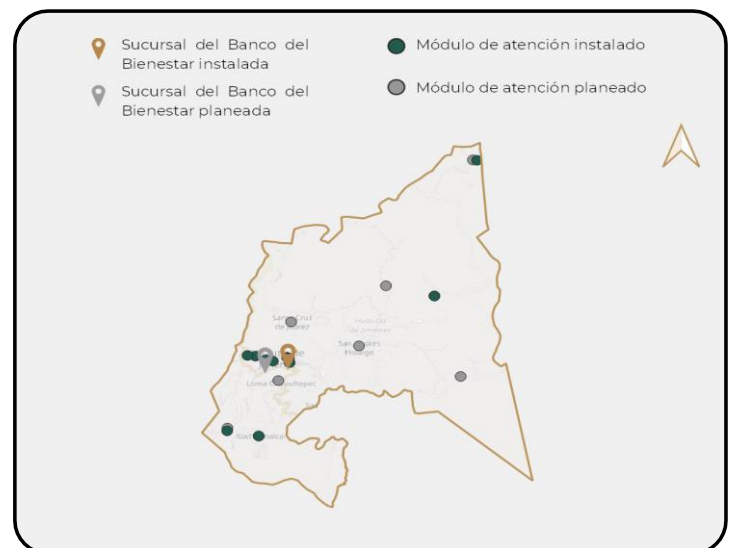 Sucursal del Banco del
Bienestar instalada
Sucursal del Banco del
Bienestar planeada
Módulo de atención instalado
Módulo de atención planeado